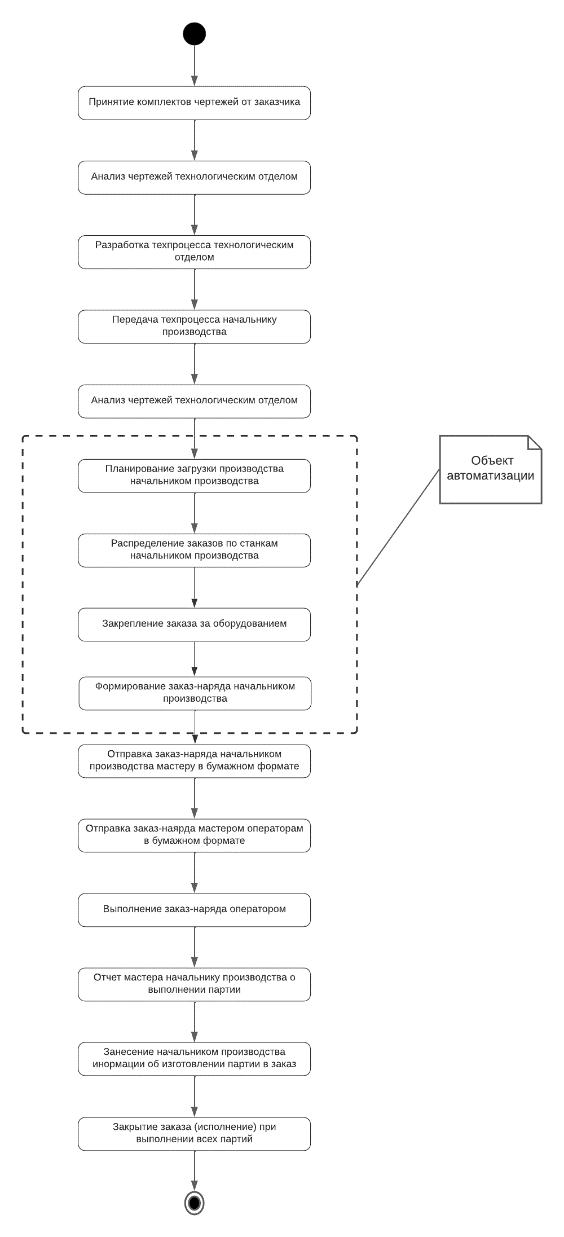 Принятие комплектов чертежей от заказчика
Анализ чертежей технологическим отделом
Разработка техпроцесса технологическим
отделом
Передача техпроцесса начальнику
производства
Анализ чертежей технологическим отделом
Планирование загрузки производства
начальником производства
Объект
автоматизации
Распределение заказов по станкам
начальником производства
Закрепление заказа за оборудованием
Формирование заказ-наряда начальником
производства
Отправка заказ-наряда начальником
производства мастеру в бумажном формате
Отправка заказ-наярда мастером операторам
в бумажном формате
Выполнение заказ-наряда оператором
Отчет мастера начальнику производства о
выполнении партии
Занесение начальником производства
инормации об изготовлении партии в заказ
Закрытие заказа (исполнение) при
выполнении всех партий